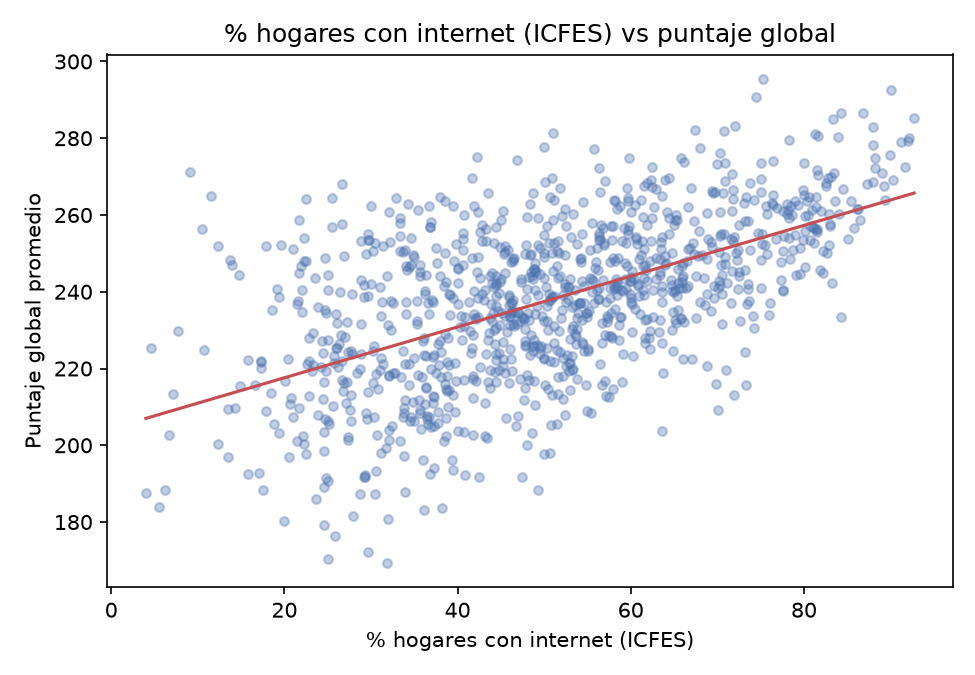 % hogares con internet (ICFES) vs puntaje global
300
280
260
240
220
200
180
Puntaje global promedio
0 20 40 60 80
% hogares con internet (ICFES)